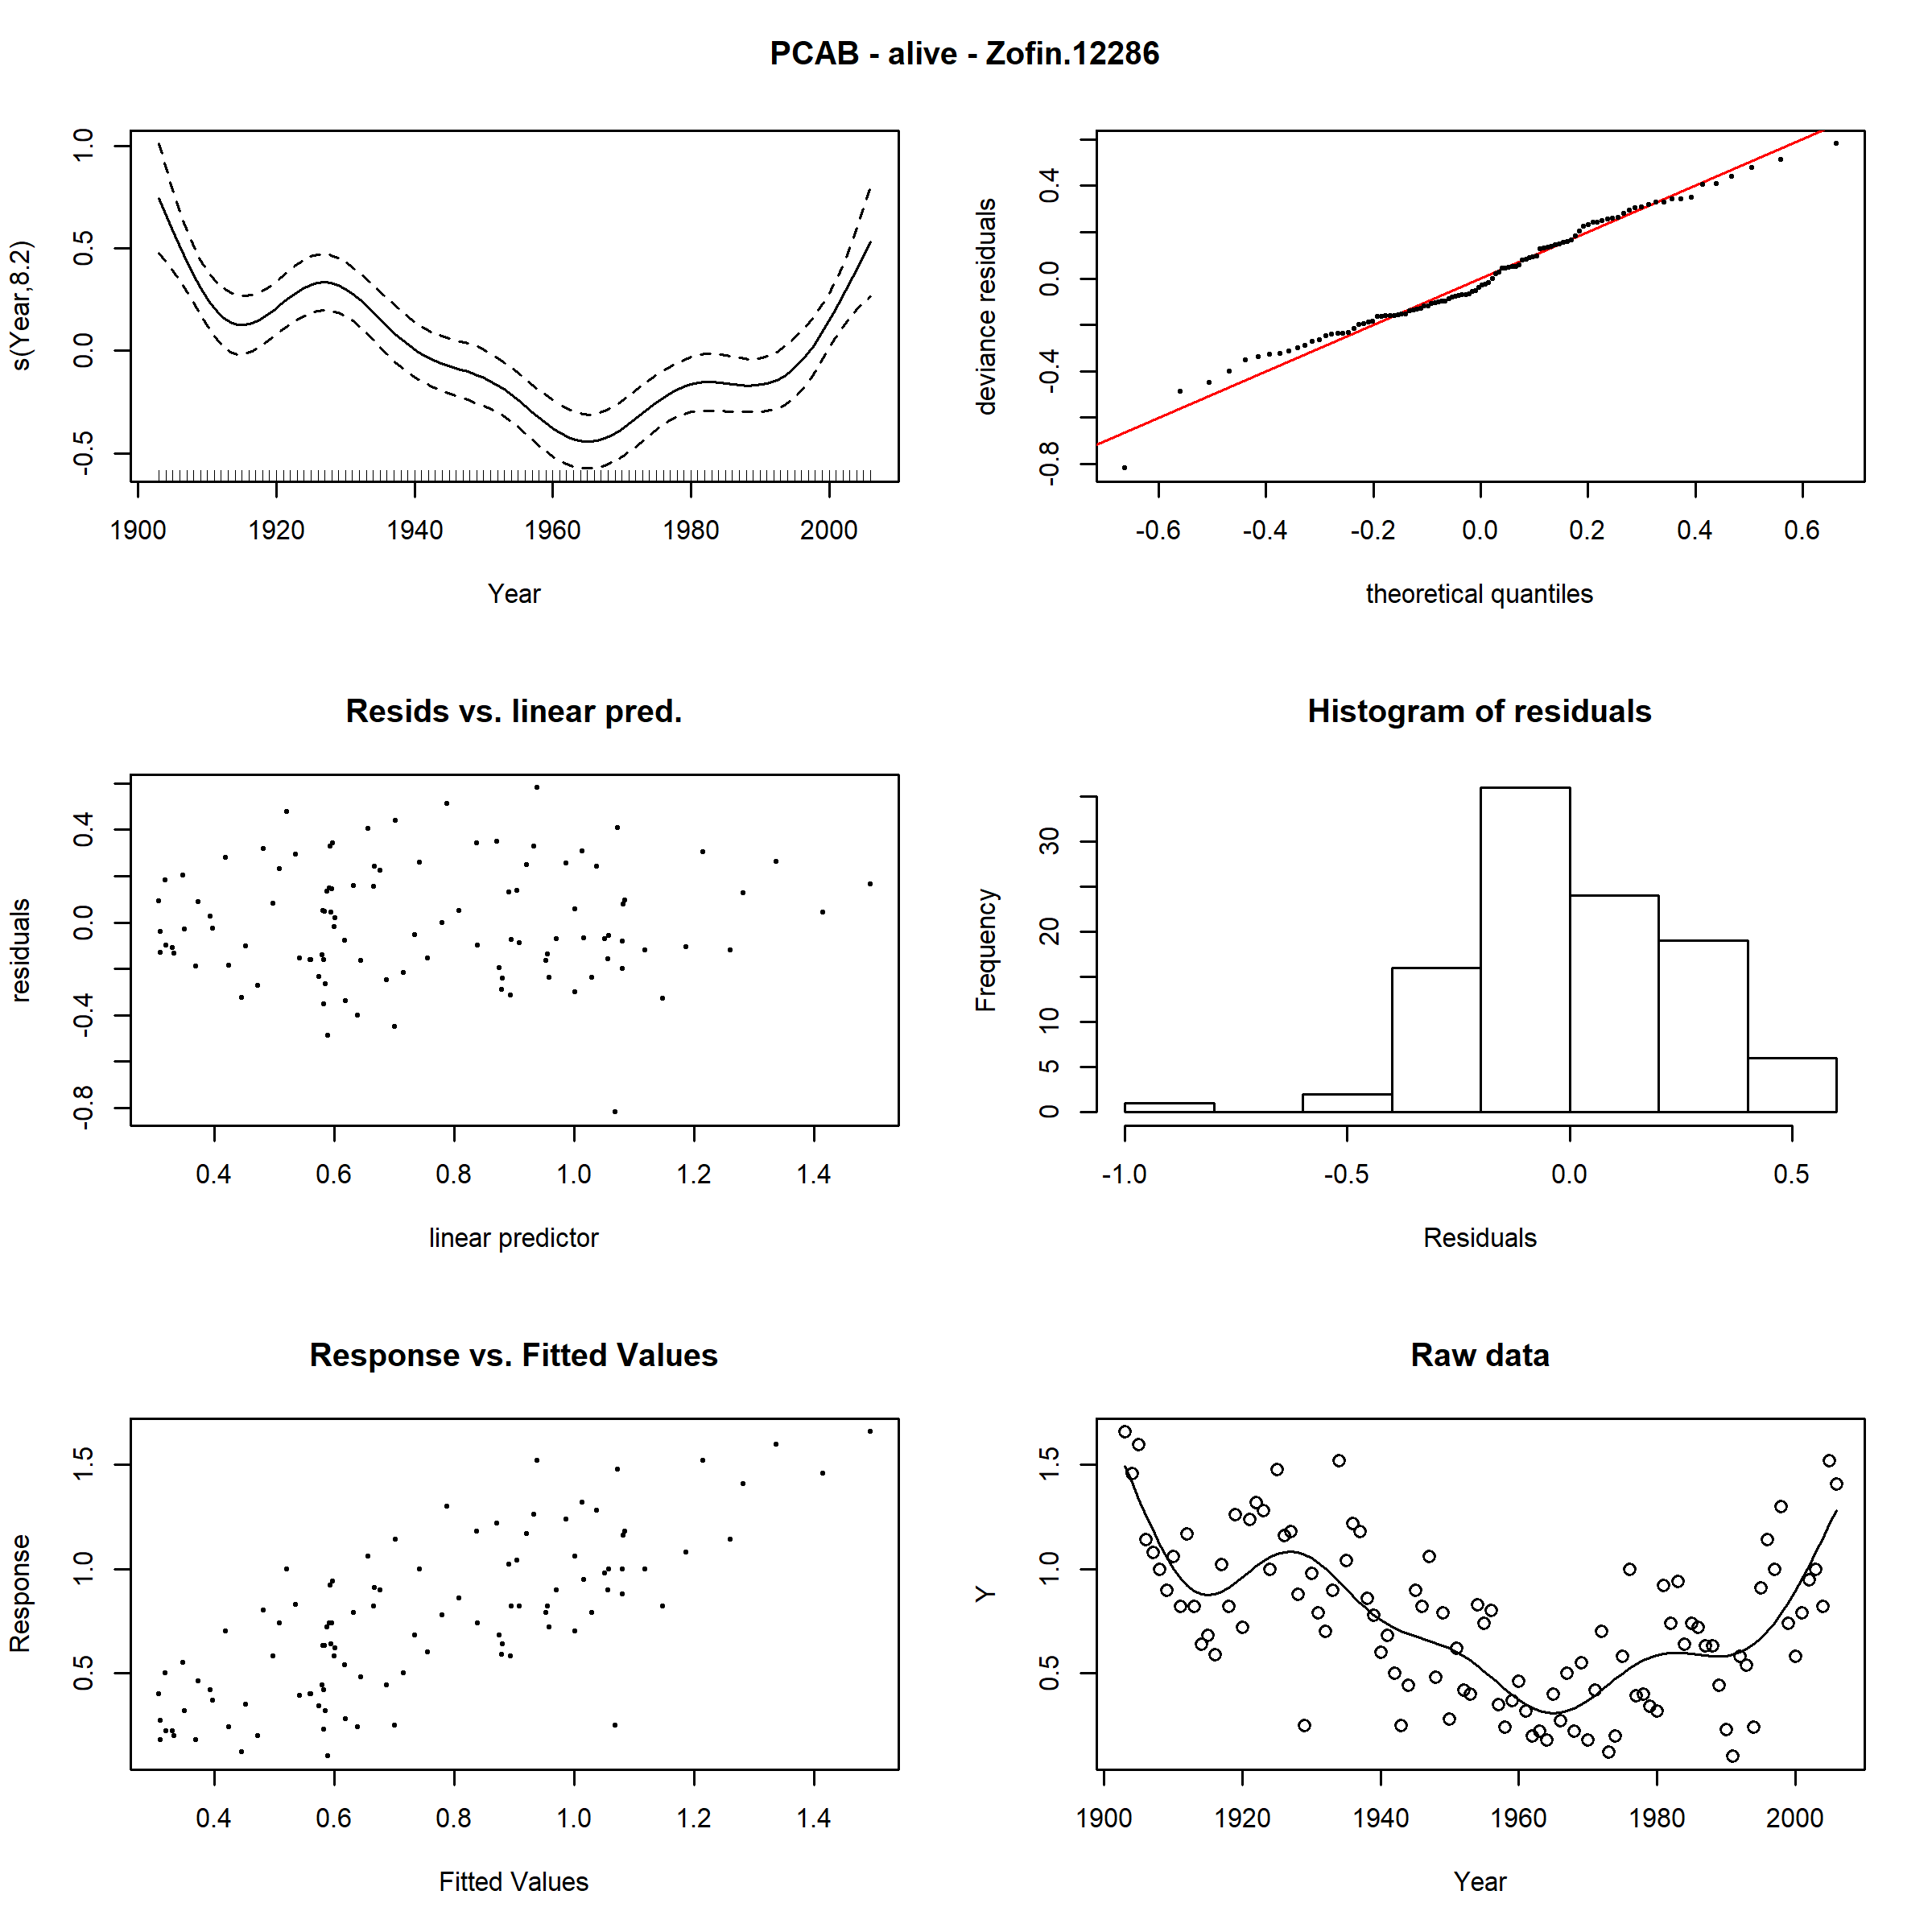 PCAB - alive - Zofin.12286
s(Year,8.2)
1.0
0.5
0.0
-0.5
1900 1920 1940 1960 1980 2000
Year
deviance residuals
0.4
0.0
-0.4
-0.8
-0.6 -0.4 -0.2 0.0 0.2 0.4 0.6
theoretical quantiles
Resids vs. linear pred.
residuals
0.4
0.0
-0.4
-0.8
0.4 0.6 0.8 1.0 1.2 1.4
linear predictor
Histogram of residuals
Frequency
30
20
10
5
0
-1.0 -0.5 0.0 0.5
Residuals
Response vs. Fitted Values
Response
1.5
1.0
0.5
0.4 0.6 0.8 1.0 1.2 1.4
Fitted Values
Raw data
Y
1.5
1.0
0.5
1900 1920 1940 1960 1980 2000
Year